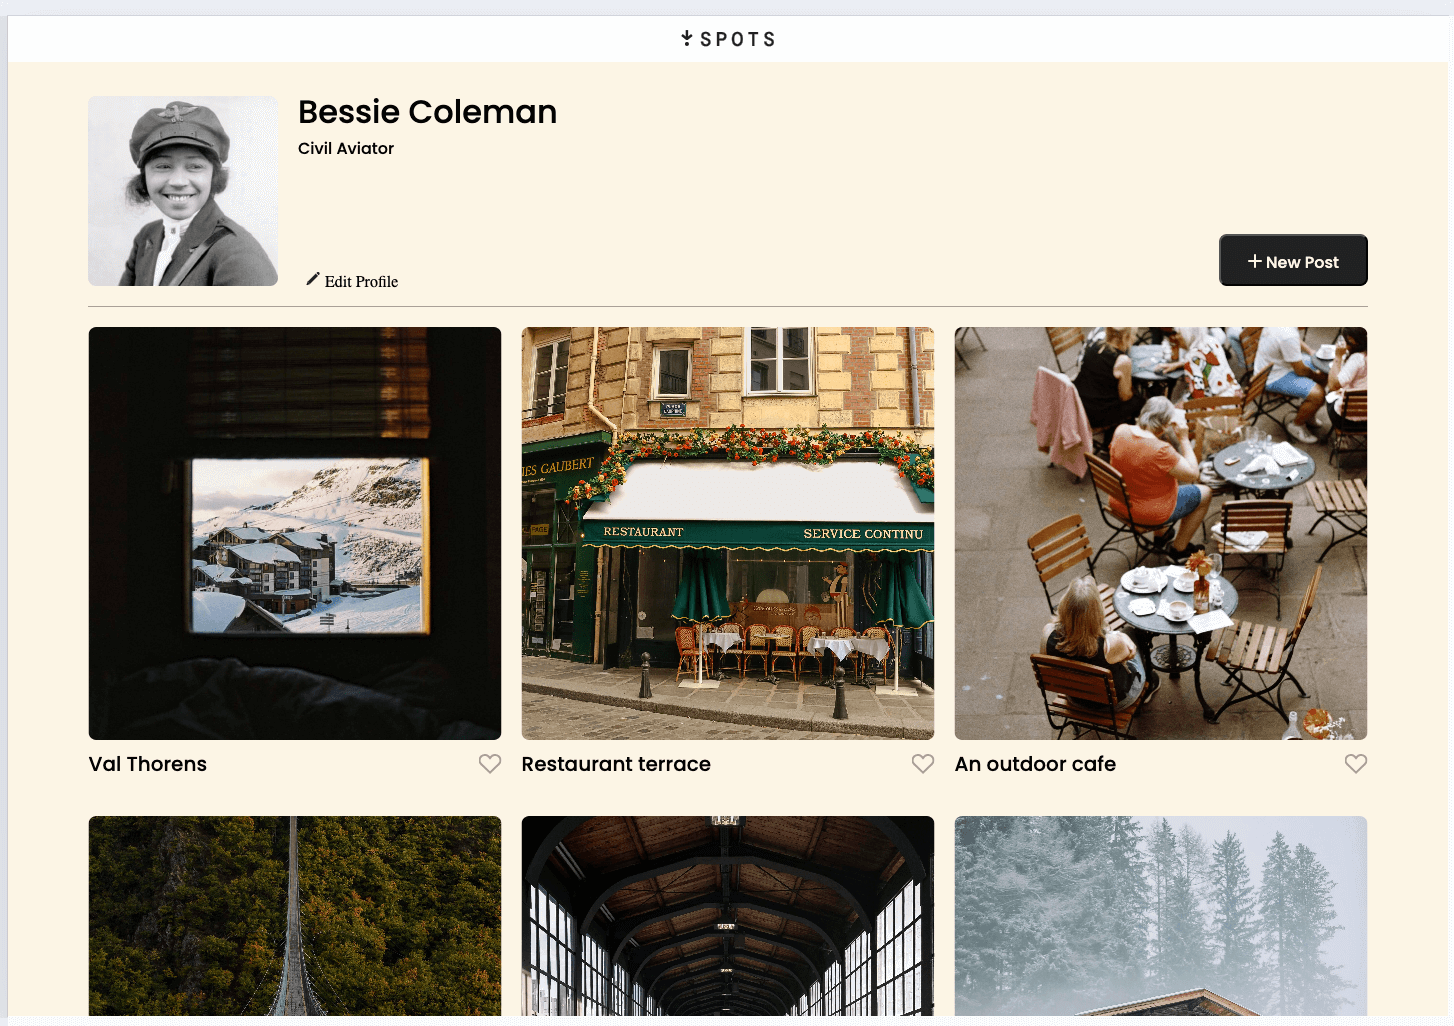 SPOTS
Bessie Coleman
Civil Aviator
Edit Profile
New Post
ES GAUBERT
RESTAURANT
SERVICE CONTINU
Val Thorens
Restaurant terrace
An outdoor cafe